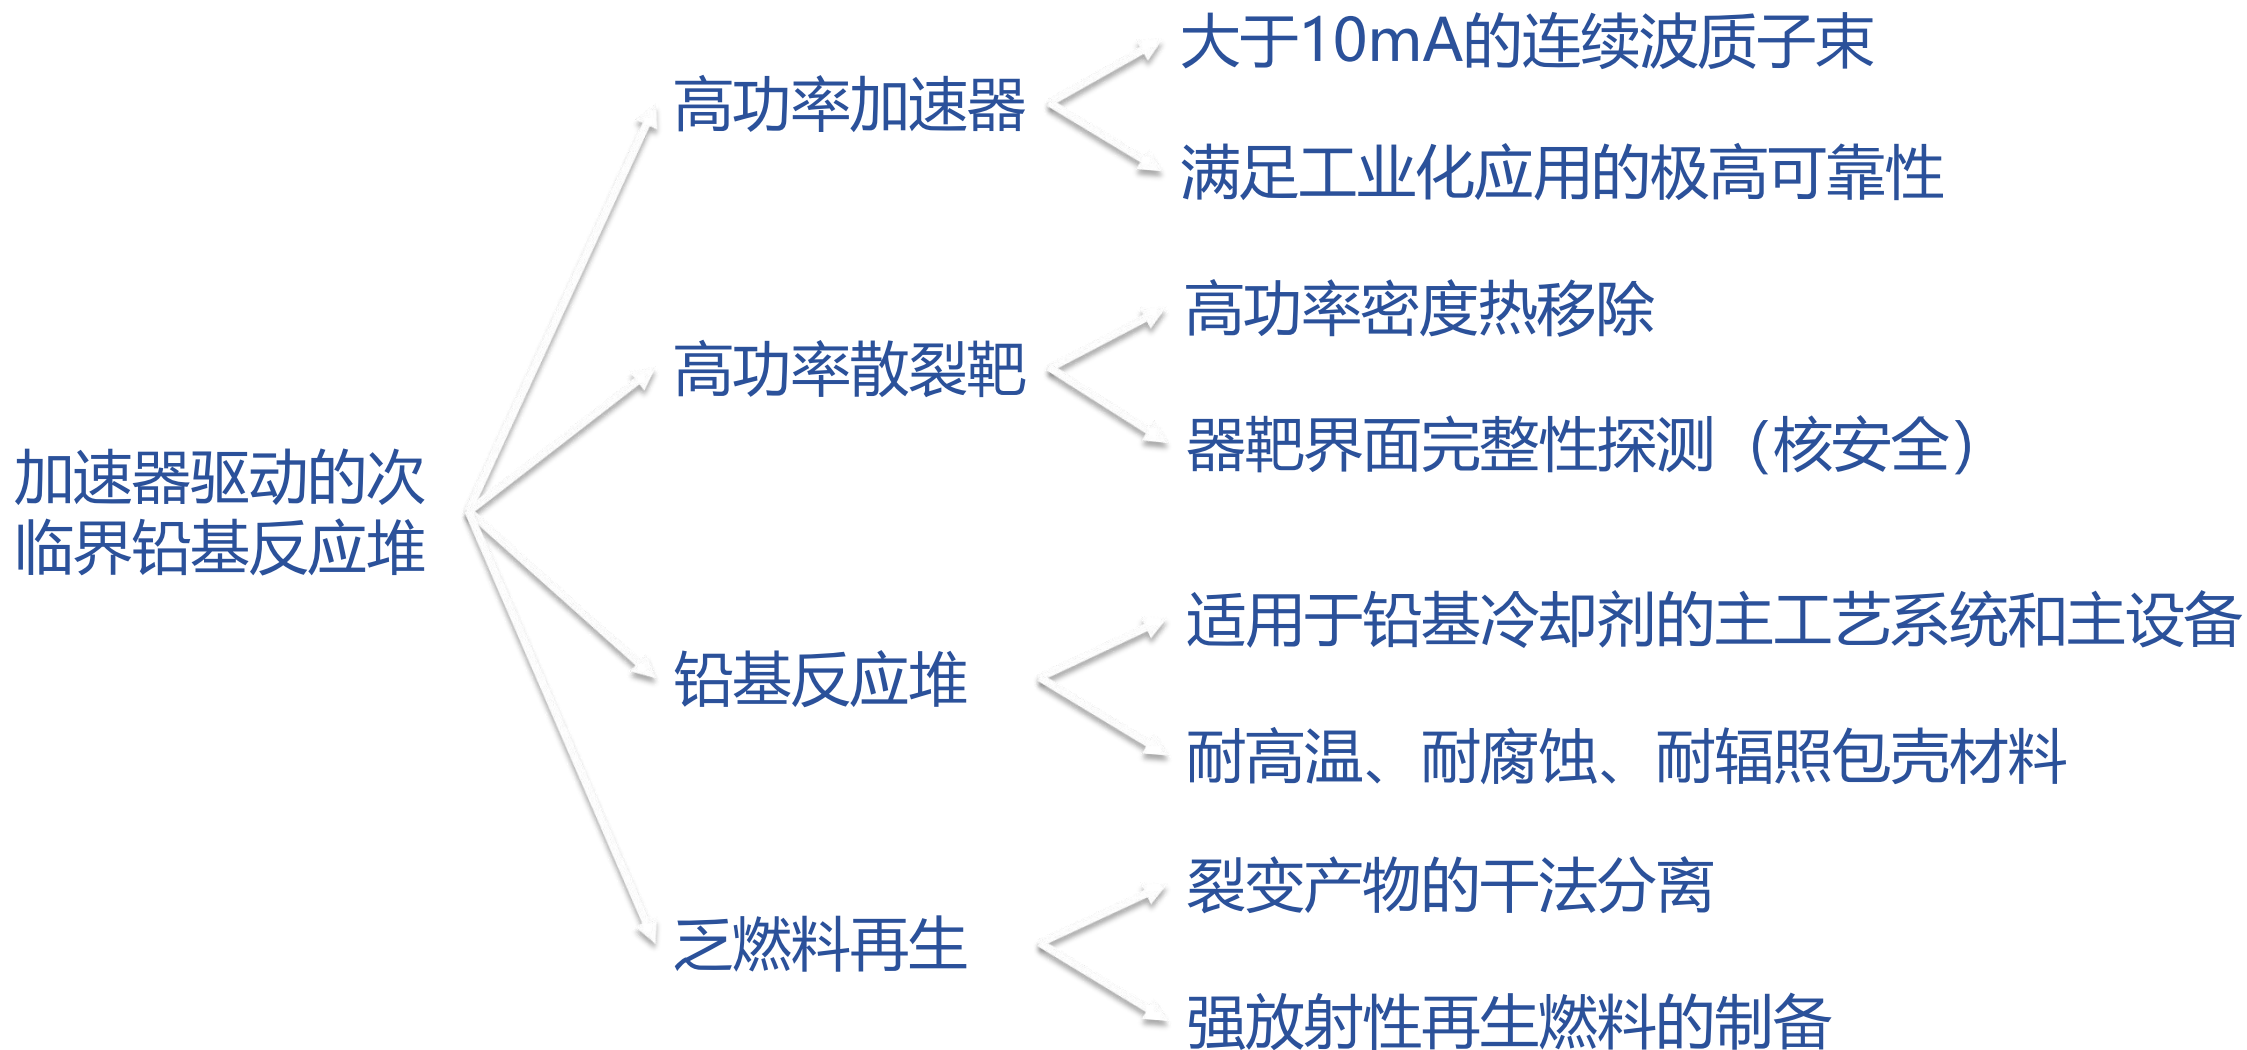 加速器驱动的次
临界铅基反应堆
高功率加速器
大于10mA的连续波质子束
满足工业化应用的极高可靠性
高功率散裂靶
高功率密度热移除
器靶界面完整性探测（核安全）
铅基反应堆
适用于铅基冷却剂的主工艺系统和主设备
耐高温、耐腐蚀、耐辐照包壳材料
乏燃料再生
裂变产物的干法分离
强放射性再生燃料的制备